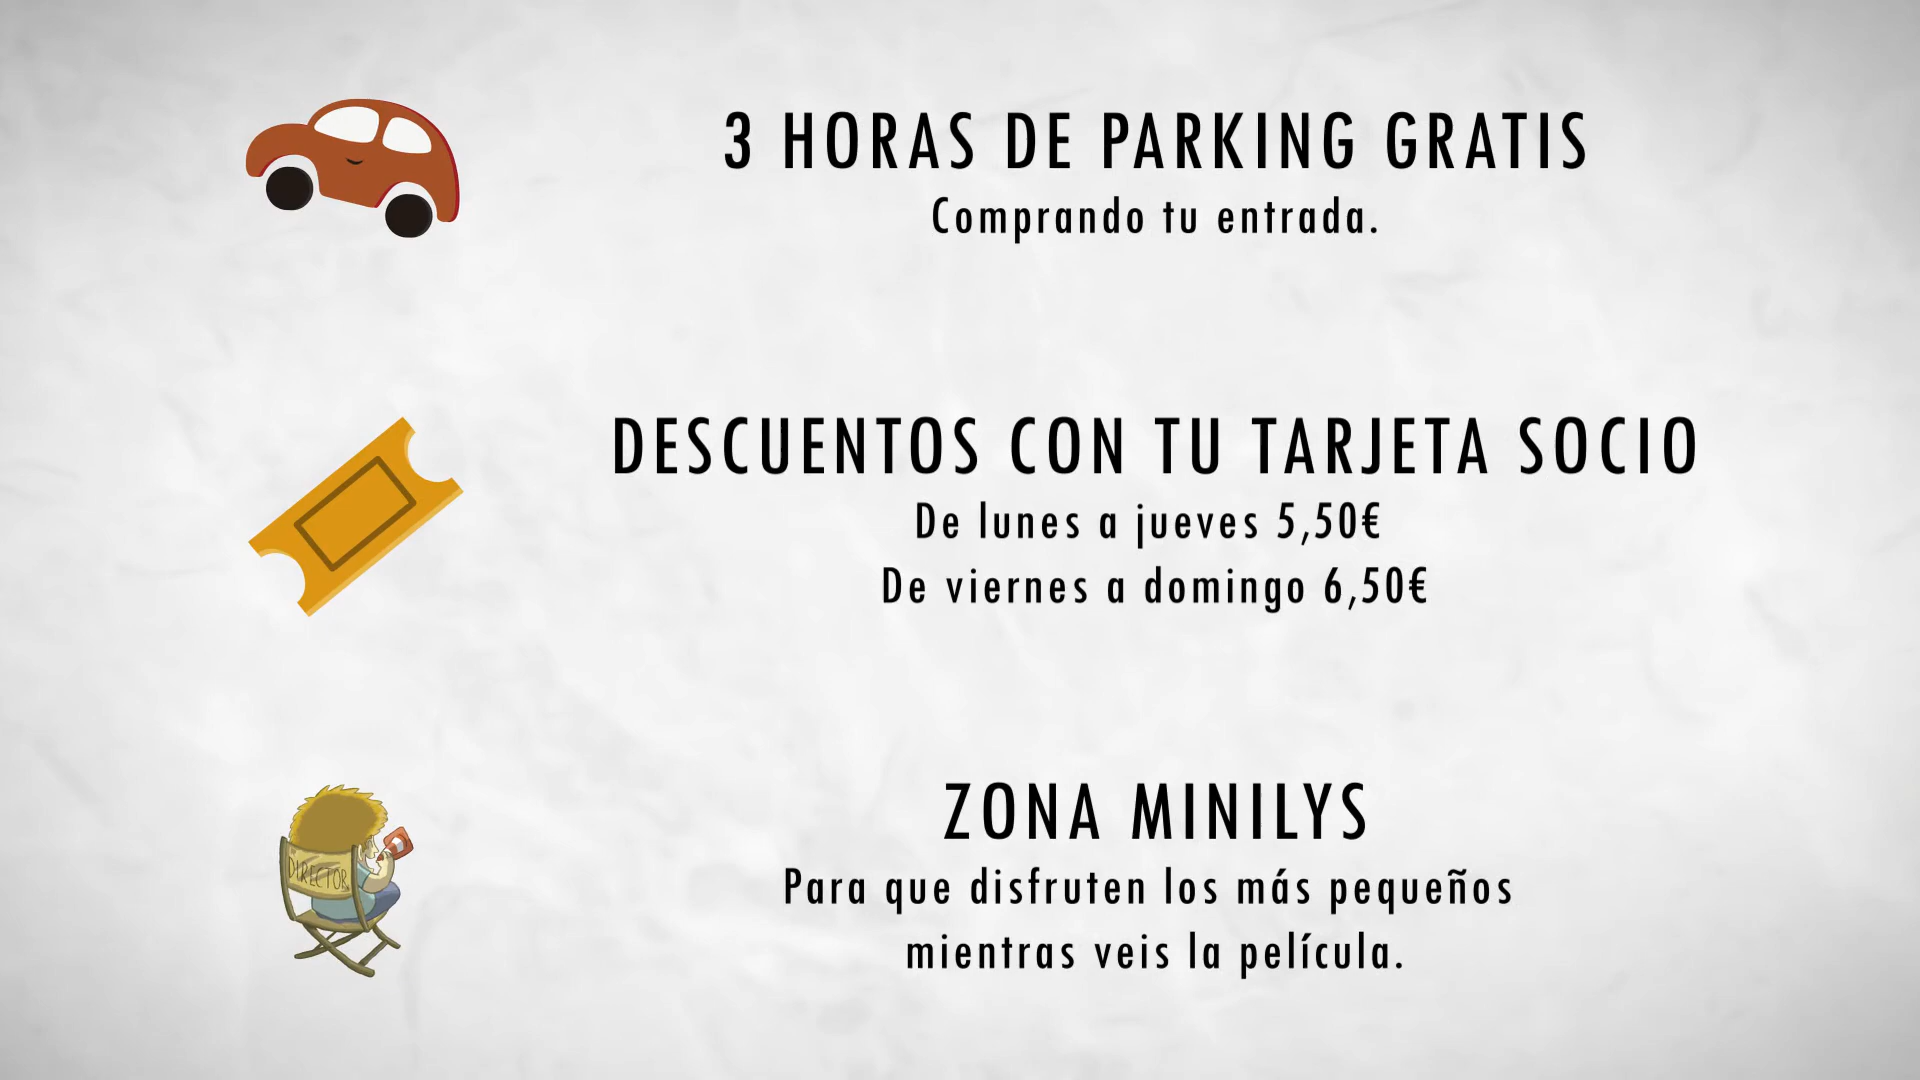 3 HORAS DE PARKING GRATIS
Comprando tu entrada.
DESCUENTOS CON TU TARJETA SOCIO
De lunes a jueves 5,50€
De viernes a domingo 6,50€
DIRECTOR
ZONA MINILYS
Para que disfruten los más pequeños
mientras veis la película.